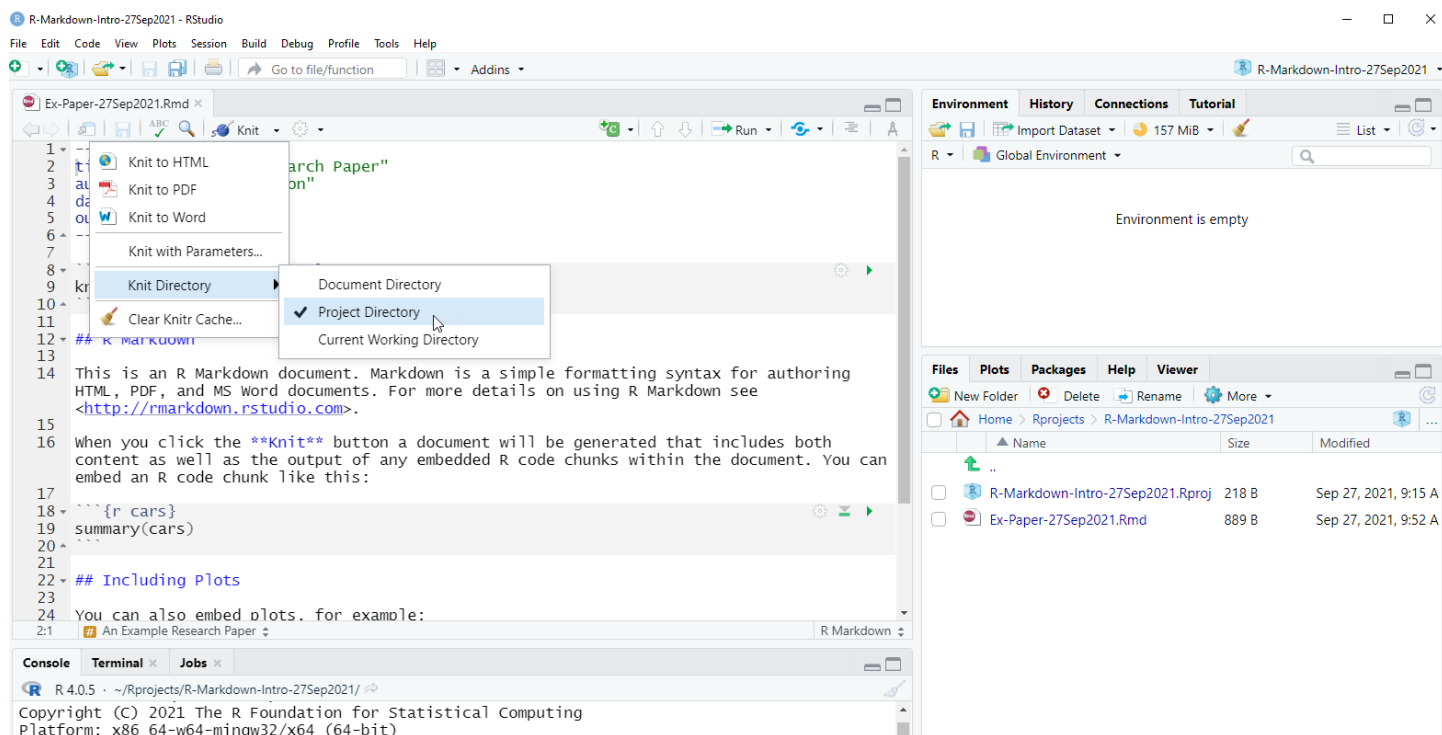 R-Markdown-Intro-27Sep2021 - RStudio
File Edit Code View Plots Session Build Debug Profile Tools Help
Go to file/function Addins R-Markdown-Intro-27Sep2021
Ex-Paper-27Sep2021.Rmd
ABC Knit Run
Knit to HTML
Knit to PDF
Knit to Word
Knit with Parameters...
Knit Directory
Clear Knitr Cache...
Document Directory
Project Directory
Current Working Directory
1 --
2 ti arch Paper"
3 au on"
4 da
5 ou
6 --
7
8 ``
9 kr
10 ``
11
12 ## R Markdown
13
14 This is an R Markdown document. Markdown is a simple formatting syntax for authoring
HTML, PDF, and MS Word documents. For more details on using R Markdown see
<http://rmarkdown.rstudio.com>.
15
16 When you click the **Knit** button a document will be generated that includes both
content as well as the output of any embedded R code chunks within the document. You can
embed an R code chunk like this:
17
18 ```{r cars}
19 summary(cars)
20 ```
21
22 ## Including Plots
23
24 You can also embed plots, for example:
2:1 # An Example Research Paper R Markdown
Console Terminal Jobs
R 4.0.5 · ~/Rprojects/R-Markdown-Intro-27Sep2021/
Copyright (C) 2021 The R Foundation for Statistical Computing
Platform: x86_64-w64-mingw32/x64 (64-bit)
Environment History Connections Tutorial
Import Dataset 157 MiB List
R Global Environment
Environment is empty
Files Plots Packages Help Viewer
New Folder Delete Rename More
Home > Rprojects > R-Markdown-Intro-27Sep2021 R ...
Name Size Modified
..
R-Markdown-Intro-27Sep2021.Rproj 218 B Sep 27, 2021, 9:15 A
Ex-Paper-27Sep2021.Rmd 889 B Sep 27, 2021, 9:52 A